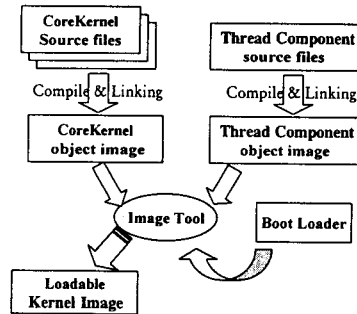 CoreKernel
Source files
Thread Component
source files
Compile & Linking
Compile & Linking
CoreKernel
object image
Thread Component
object image
Image Tool
Boot Loader
Loadable
Kernel Image